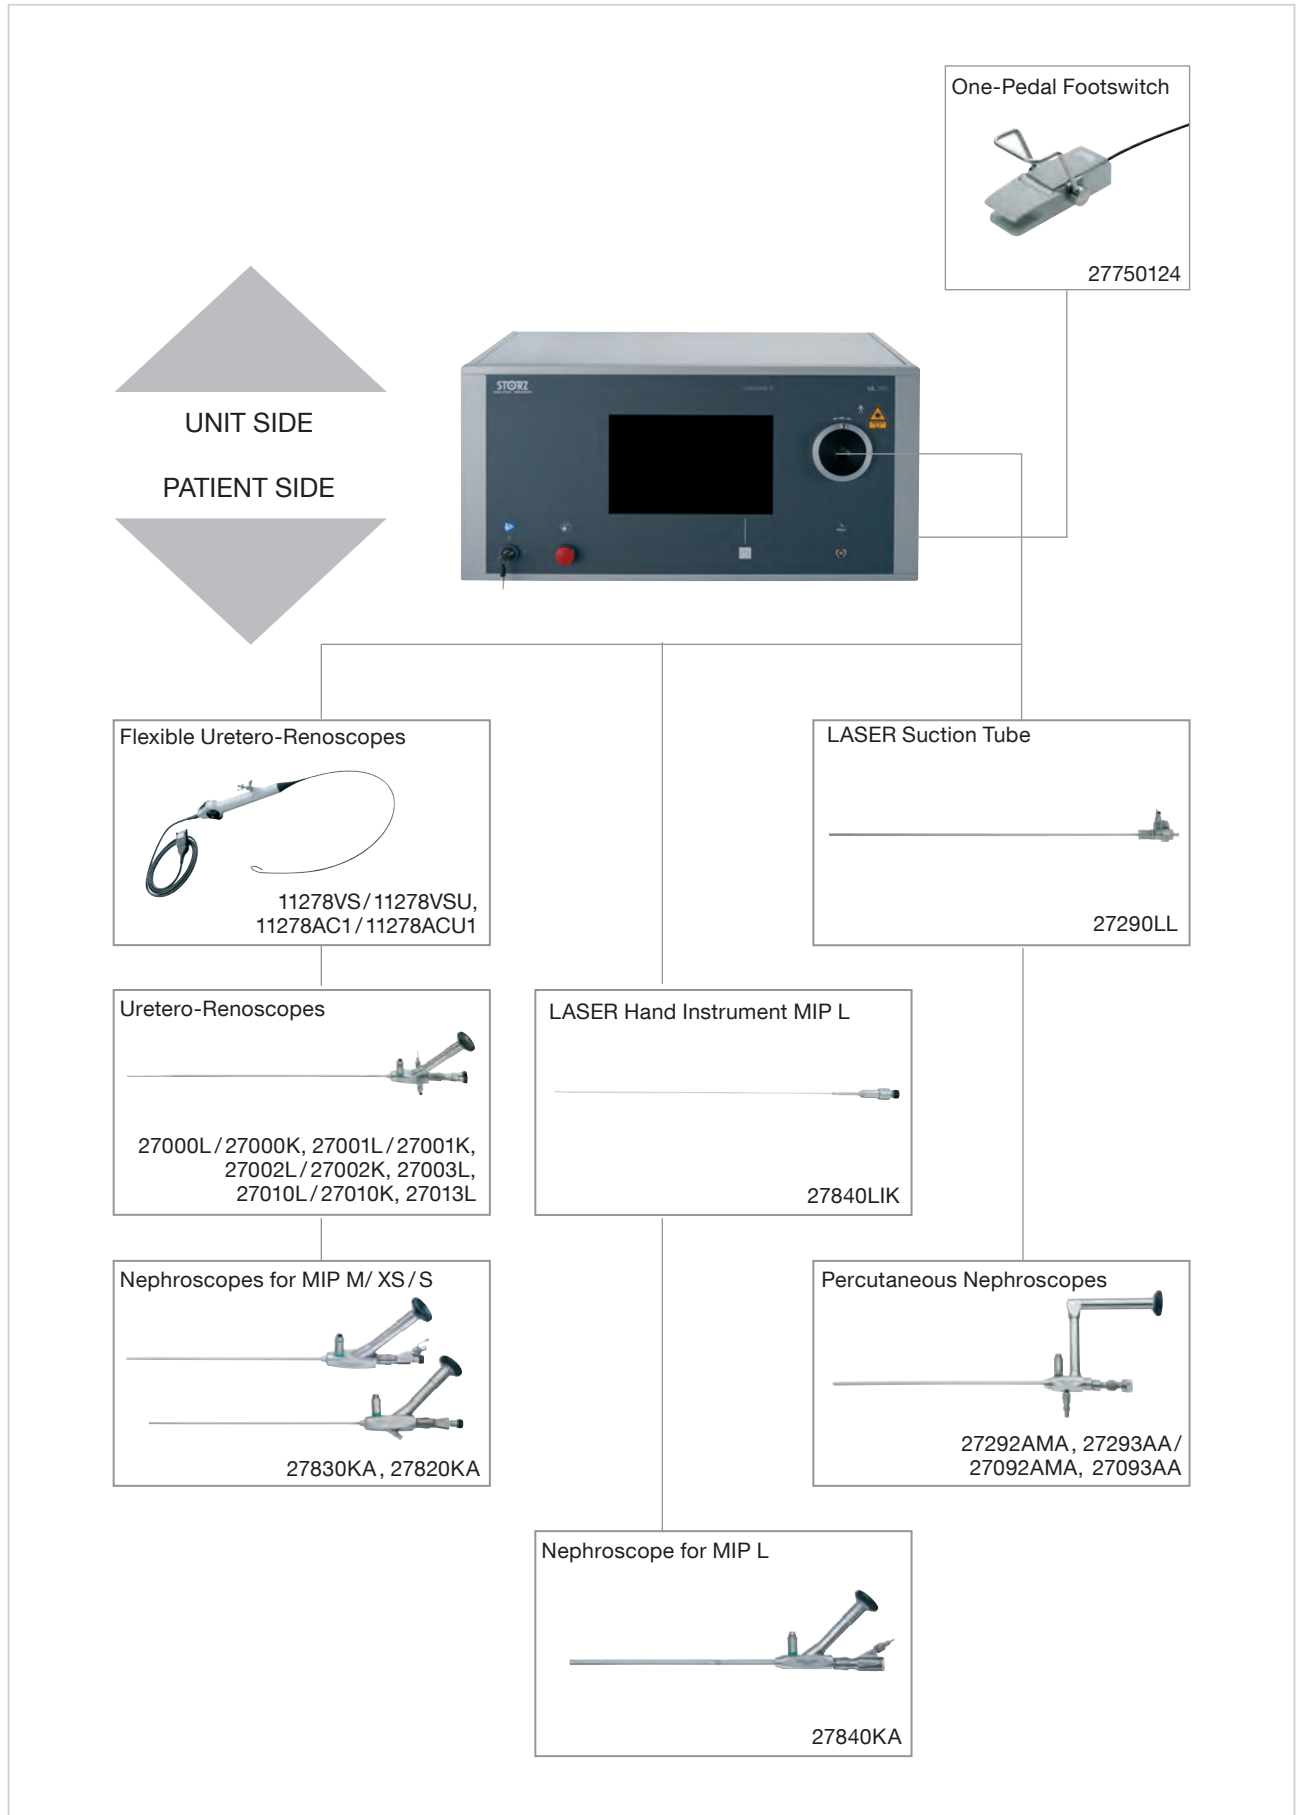 One-Pedal Footswitch
27750124
UNIT SIDE
PATIENT SIDE
STORZ
UL
Flexible Uretero-Renoscopes
11278VS/11278VSU,
11278AC1/11278ACU1
LASER Suction Tube
27290LL
Uretero-Renoscopes
27000L/27000K, 27001L/27001K,
27002L/27002K, 27003L,
27010L/27010K, 27013L
LASER Hand Instrument MIP L
27840LIK
Nephroscopes for MIP M/ XS/S
27830KA, 27820KA
Percutaneous Nephroscopes
27292AMA, 27293AA/
27092AMA, 27093AA
Nephroscope for MIP L
27840KA